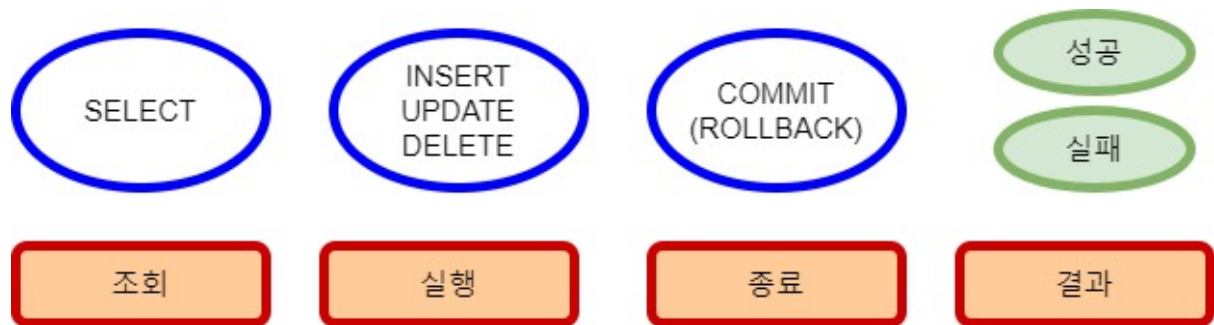 SELECT
INSERT
UPDATE
DELETE
COMMIT
(ROLLBACK)
성공
실패
조회
실행
종료
결과